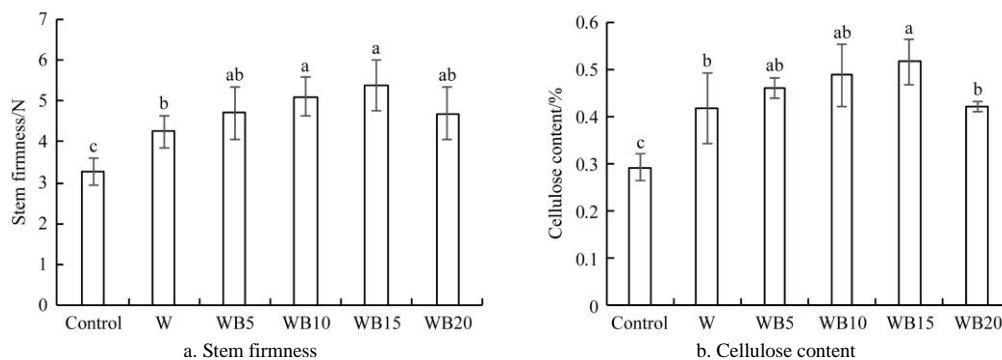 7
6
5
4
3
2
1
0
Stem firmness/N
c
b
ab
a
a
ab
Control W WB5 WB10 WB15 WB20
a. Stem firmness
0.6
0.5
0.4
0.3
0.2
0.1
0
Cellulose content/%
c
b
ab
ab
a
b
Control W WB5 WB10 WB15 WB20
b. Cellulose content